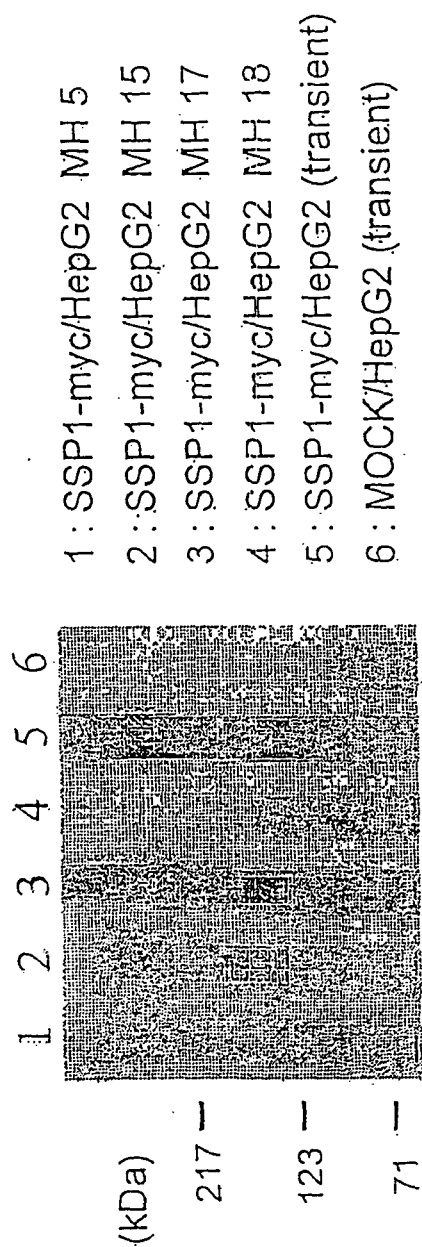 1 2 3 4 5 6
(kDa)
217
123
71
1 : SSP1-myc/HepG2 MH 5
2 : SSP1-myc/HepG2 MH 15
3 : SSP1-myc/HepG2 MH 17
4 : SSP1-myc/HepG2 MH 18
5 : SSP1-myc/HepG2 (transient)
6 : MOCK/HepG2 (transient)